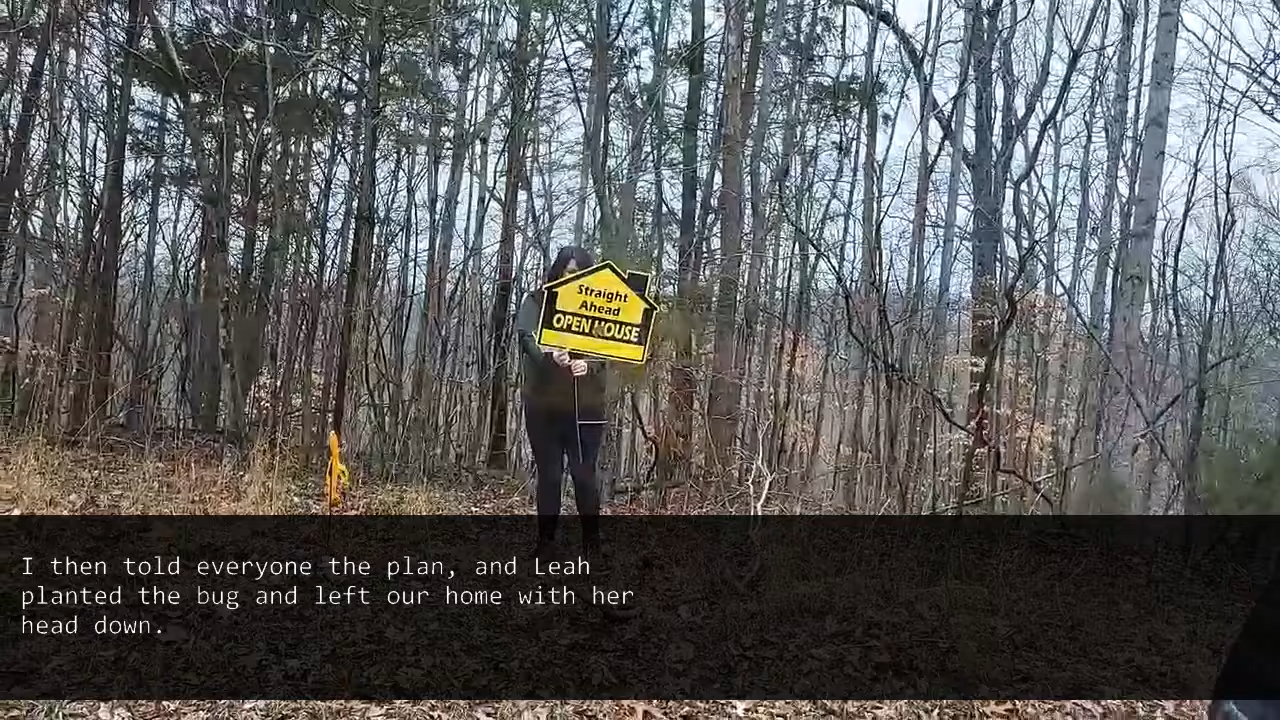 Straight
Ahead
OPEN HOUSE
I then told everyone the plan, and Leah
planted the bug and left our home with her
head down.